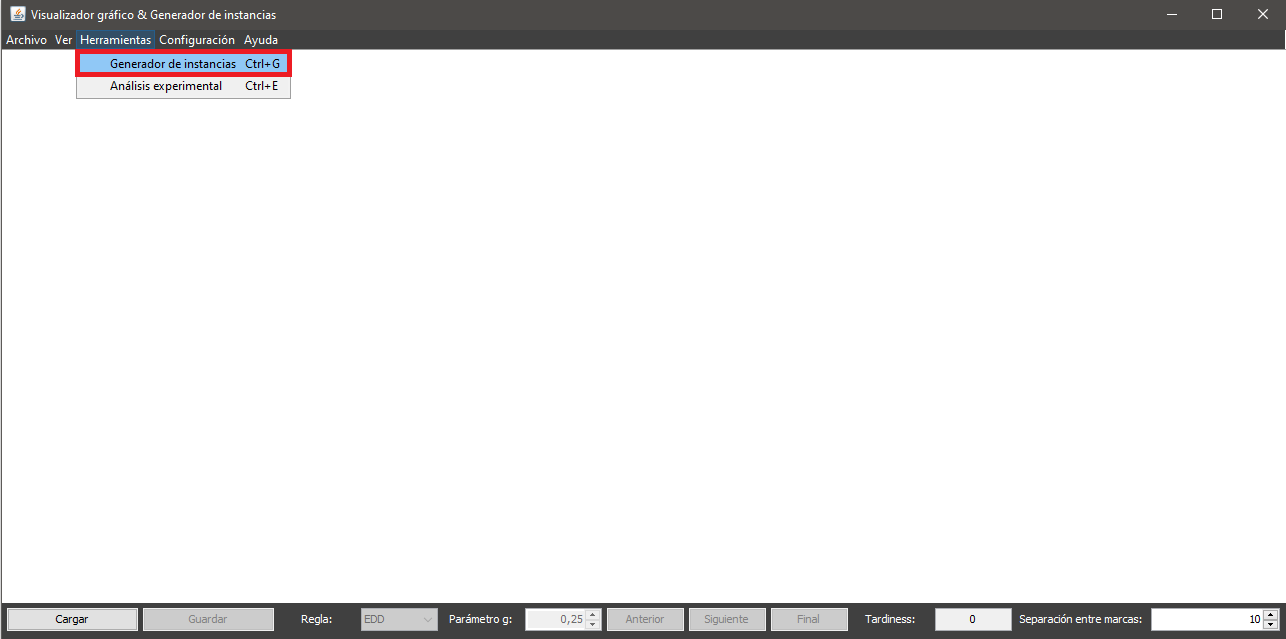 Visualizador gráfico & Generador de instancias
Archivo Ver Herramientas Configuración Ayuda
Generador de instancias Ctrl+G
Análisis experimental Ctrl+E
Cargar Guardar Regla: EDD Parámetro g: 0,25 Anterior Siguiente Final Tardiness: 0 Separación entre marcas: 10